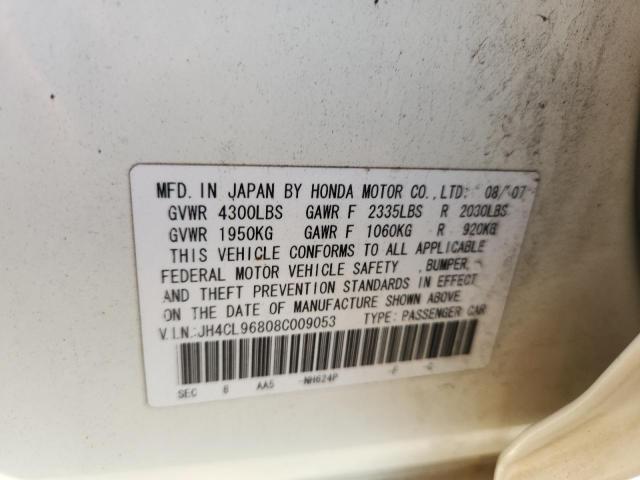 MFD. IN JAPAN BY HONDA MOTOR CO., LTD. 08/'07
GVWR 4300LBS GAWR F 2335LBS R 2030LBS
GVWR 1950KG GAWR F 1060KG R 920KG
THIS VEHICLE CONFORMS TO ALL APPLICABLE
FEDERAL MOTOR VEHICLE SAFETY , BUMPER,
AND THEFT PREVENTION STANDARDS IN EFFECT
ON THE DATE OF MANUFACTURE SHOWN ABOVE.
V.I.N.:JH4CL96808C009053 TYPE: PASSENGER CAR
SEC 8 AA5 -NH624P -F -C